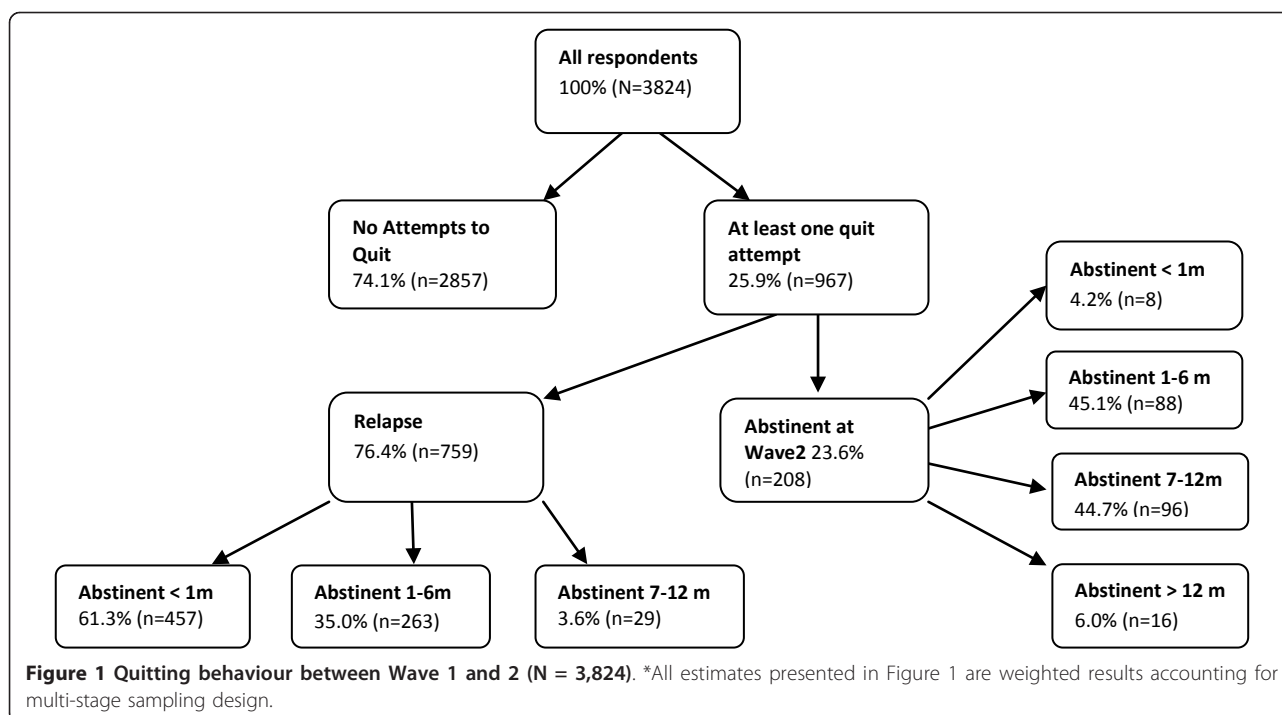 All respondents
100% (N=3824)
No Attempts to
Quit
74.1% (n=2857)
At least one quit
attempt
25.9% (n=967)
Abstinent < 1m
4.2% (n=8)
Abstinent 1-6 m
45.1% (n=88)
Relapse
76.4% (n=759)
Abstinent at
Wave2 23.6%
(n=208)
Abstinent 7-12m
44.7% (n=96)
Abstinent < 1m
61.3% (n=457)
Abstinent 1-6m
35.0% (n=263)
Abstinent 7-12 m
3.6% (n=29)
Abstinent > 12 m
6.0% (n=16)
Figure 1 Quitting behaviour between Wave 1 and 2 (N = 3,824). *All estimates presented in Figure 1 are weighted results accounting for
multi-stage sampling design.